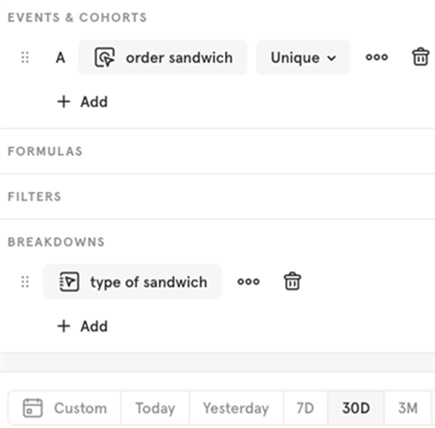 EVENTS & COHORTS
A order sandwich Unique
+ Add
FORMULAS
FILTERS
BREAKDOWNS
type of sandwich
+ Add
Custom Today Yesterday 7D 30D 3M